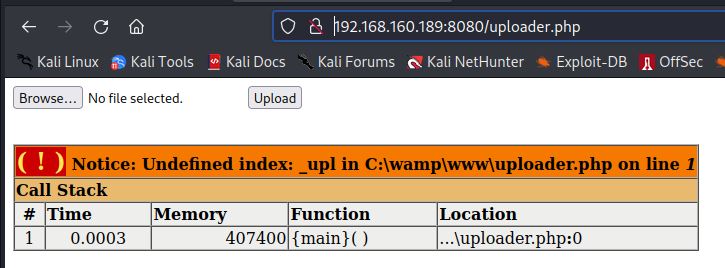 192.168.160.189:8080/uploader.php
Kali Linux Kali Tools Kali Docs Kali Forums Kali NetHunter Exploit-DB OffSec
Browse... No file selected. Upload
( ! ) Notice: Undefined index: _upl in C:\wamp\www\uploader.php on line 1
Call Stack
# Time Memory Function Location
1 0.0003 407400 {main}( ) ...\uploader.php:0